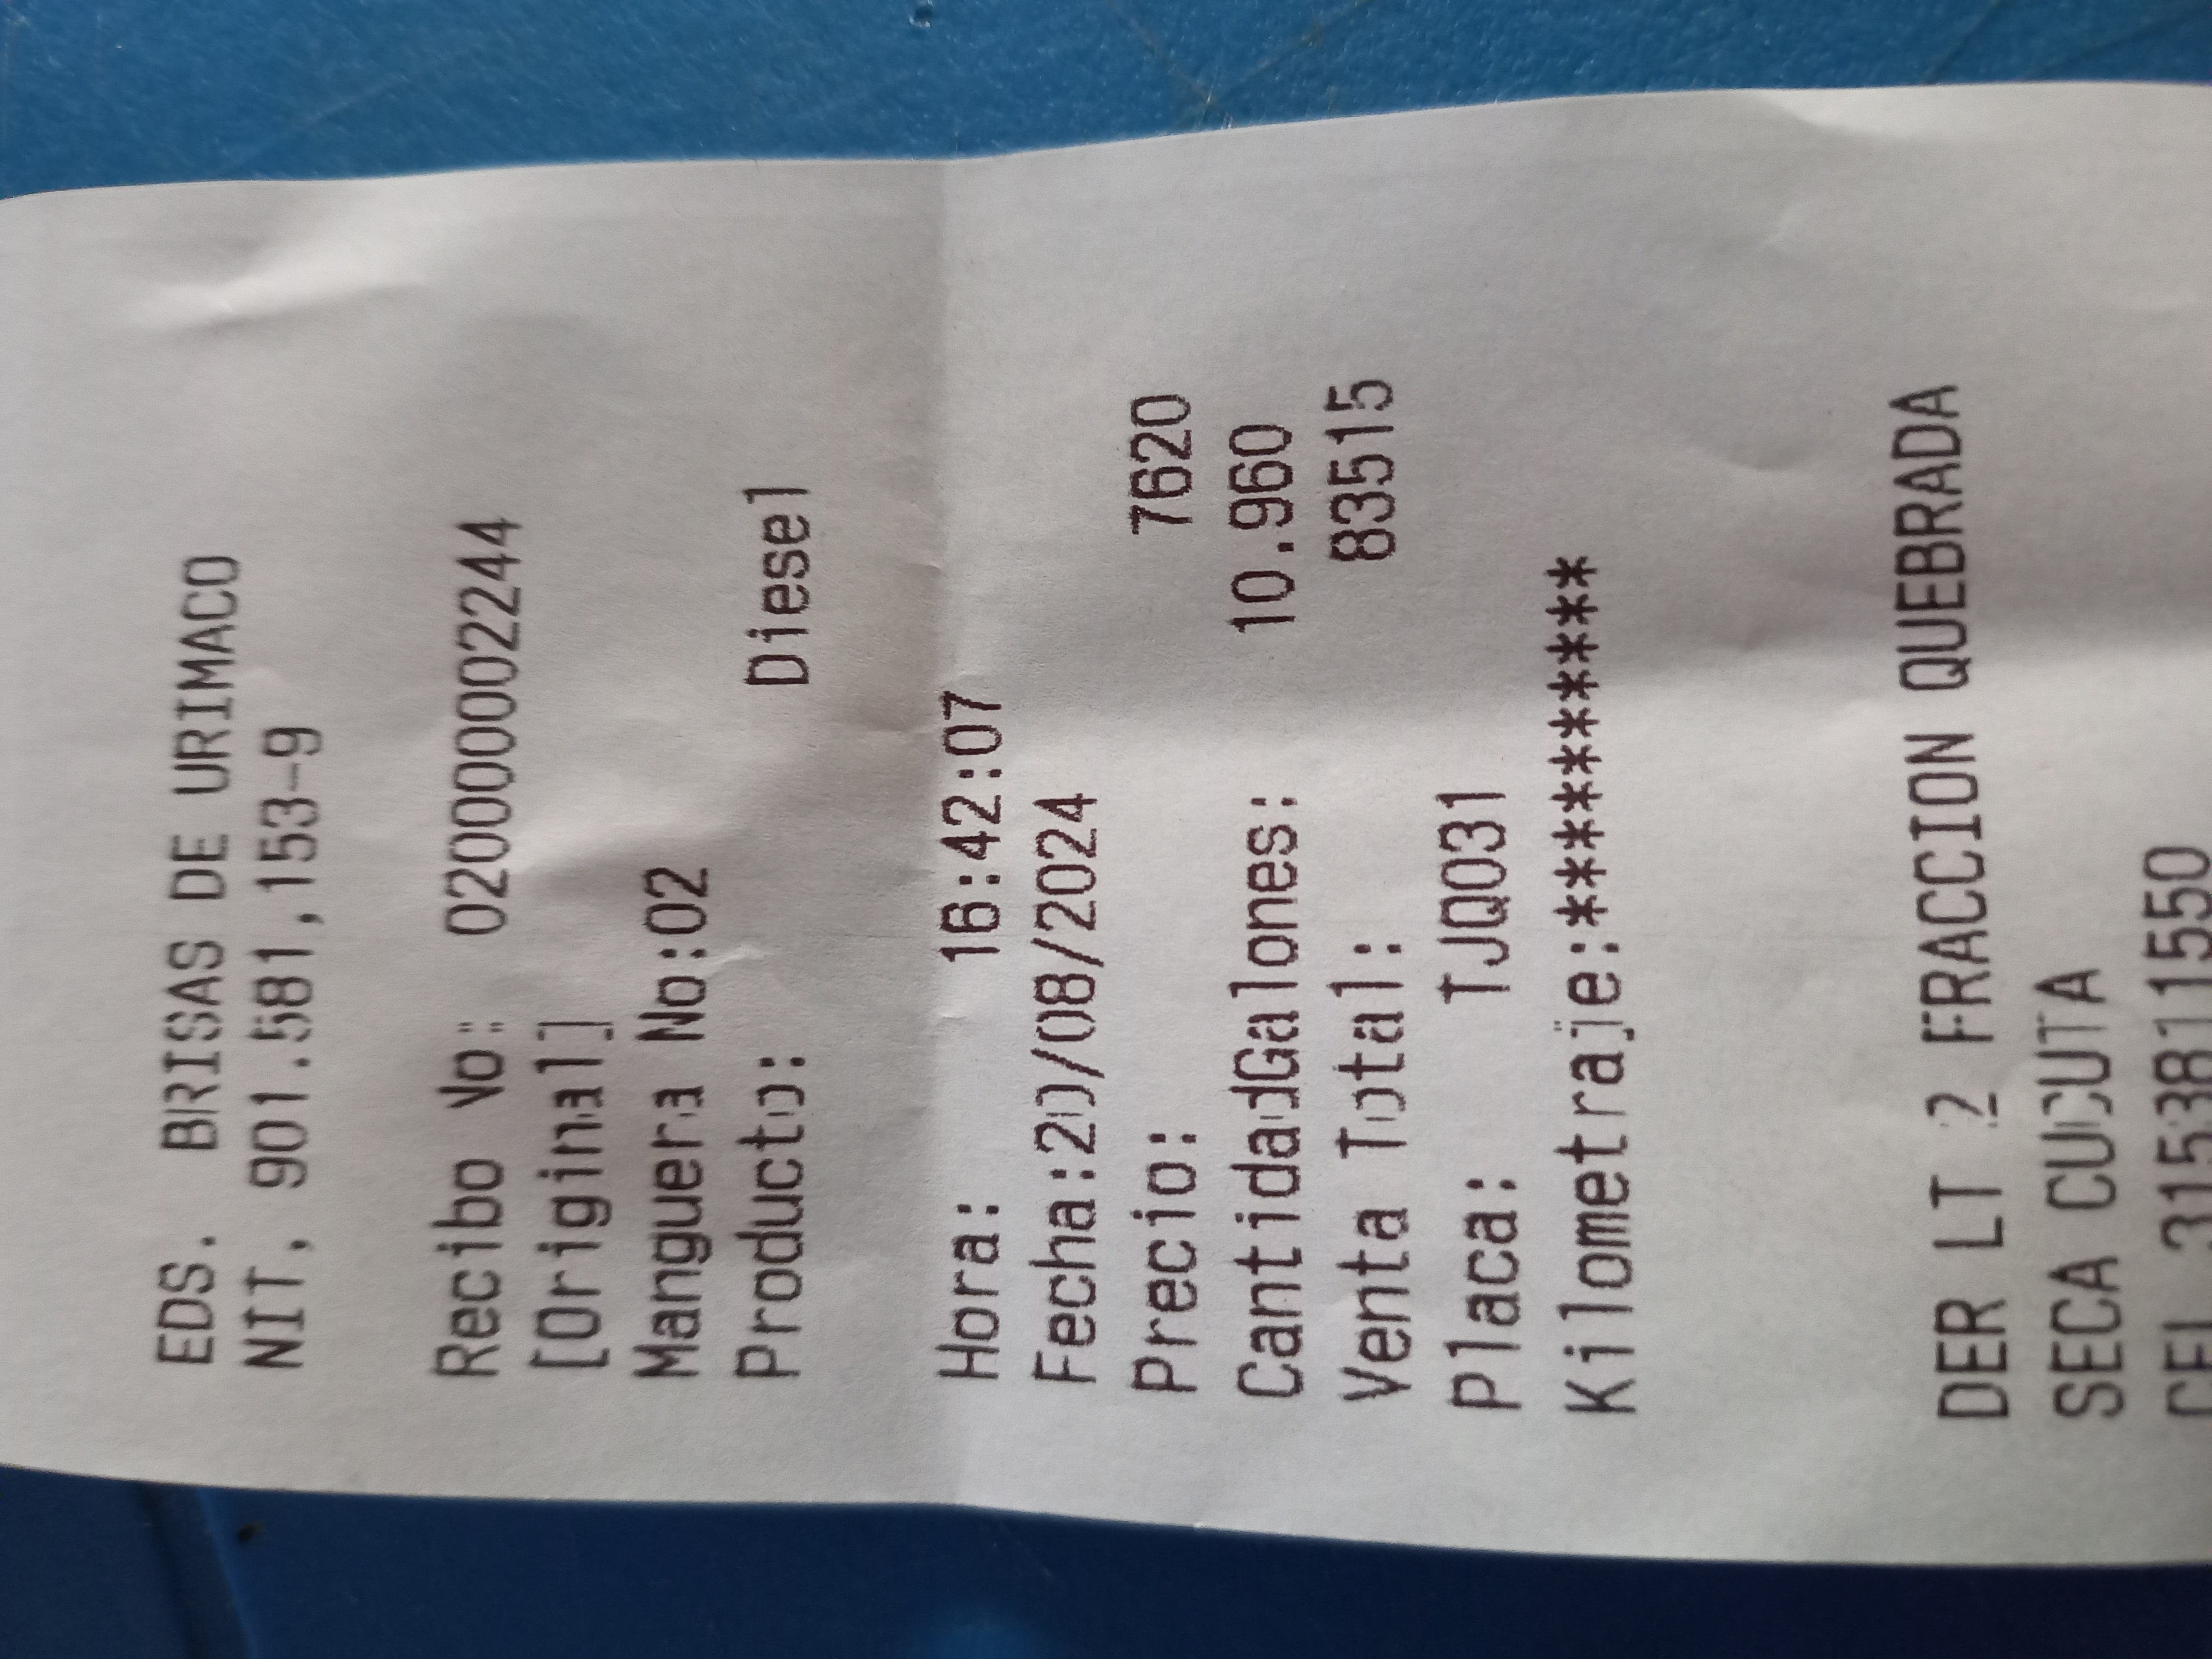 EDS. BRISAS DE URIMACO
NIT, 901.581,153-9
Recibo No: 0200000002244
[Original]
Manguera No:02
Producto: Diesel
Hora: 16:42:07
Fecha:20/08/2024
Precio: 7620
CantidadGalones: 10.960
Venta Total: 83515
Placa: TJQ031
Kilometraje:**********
DER LT 2 FRACCION QUEBRADA
SECA CUCUTA
CEL 3153811550